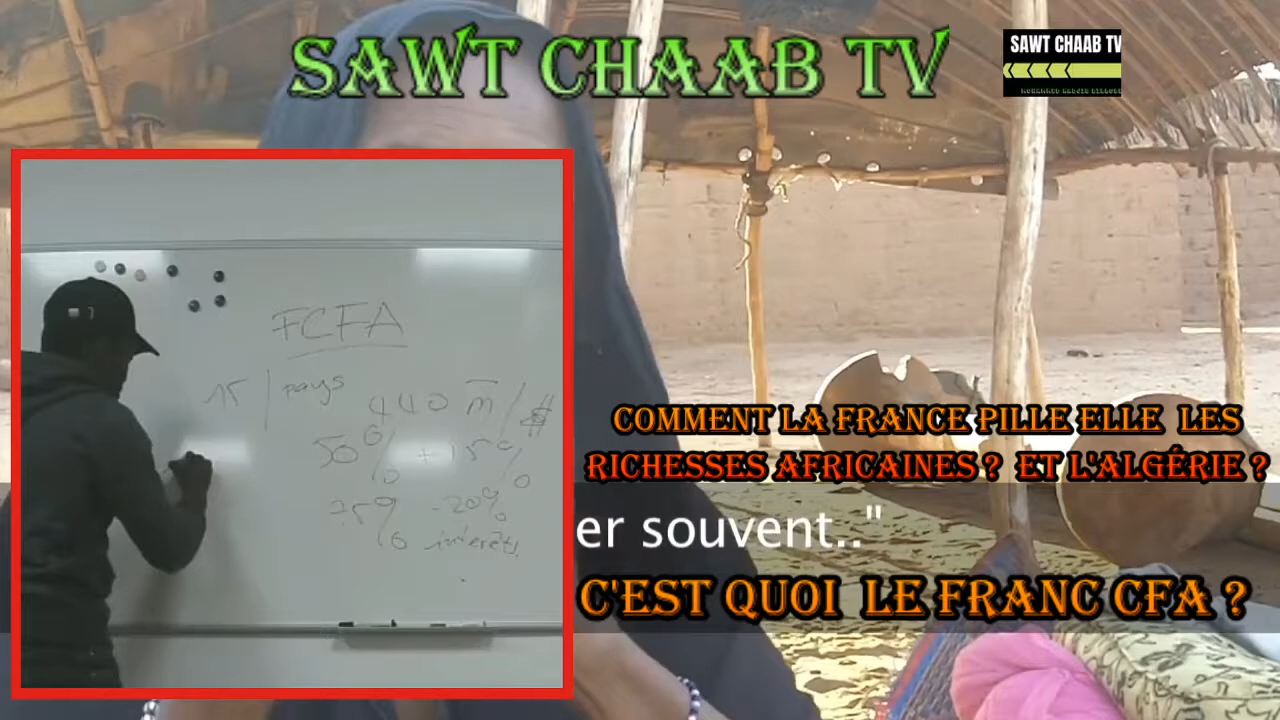 SAWT CHAAB TV
SAWT CHAAB TV
FCFA
15 | pays
440 m /
50% + 15%
-20%
interêts
COMMENT LA FRANCE PILLE ELLE LES
RICHESSES AFRICAINES ? ET L'ALGÉRIE ?
er souvent.."
C'EST QUOI LE FRANC CFA ?